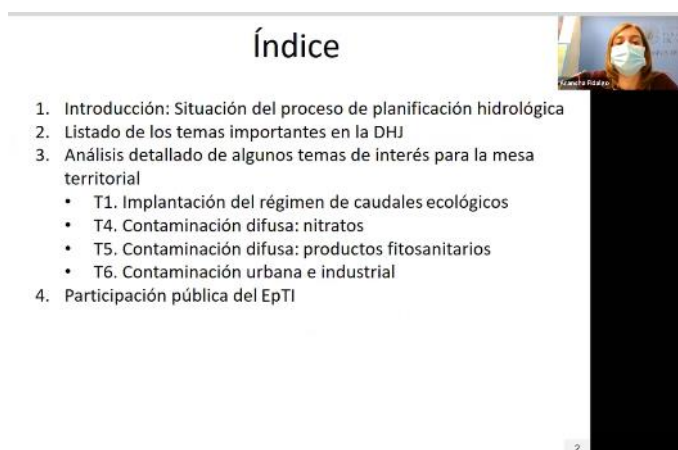 Índice
Arancha Fidalgo
1. Introducción: Situación del proceso de planificación hidrológica
2. Listado de los temas importantes en la DHJ
3. Análisis detallado de algunos temas de interés para la mesa
territorial
• T1. Implantación del régimen de caudales ecológicos
• T4. Contaminación difusa: nitratos
• T5. Contaminación difusa: productos fitosanitarios
• T6. Contaminación urbana e industrial
4. Participación pública del EpTI
2